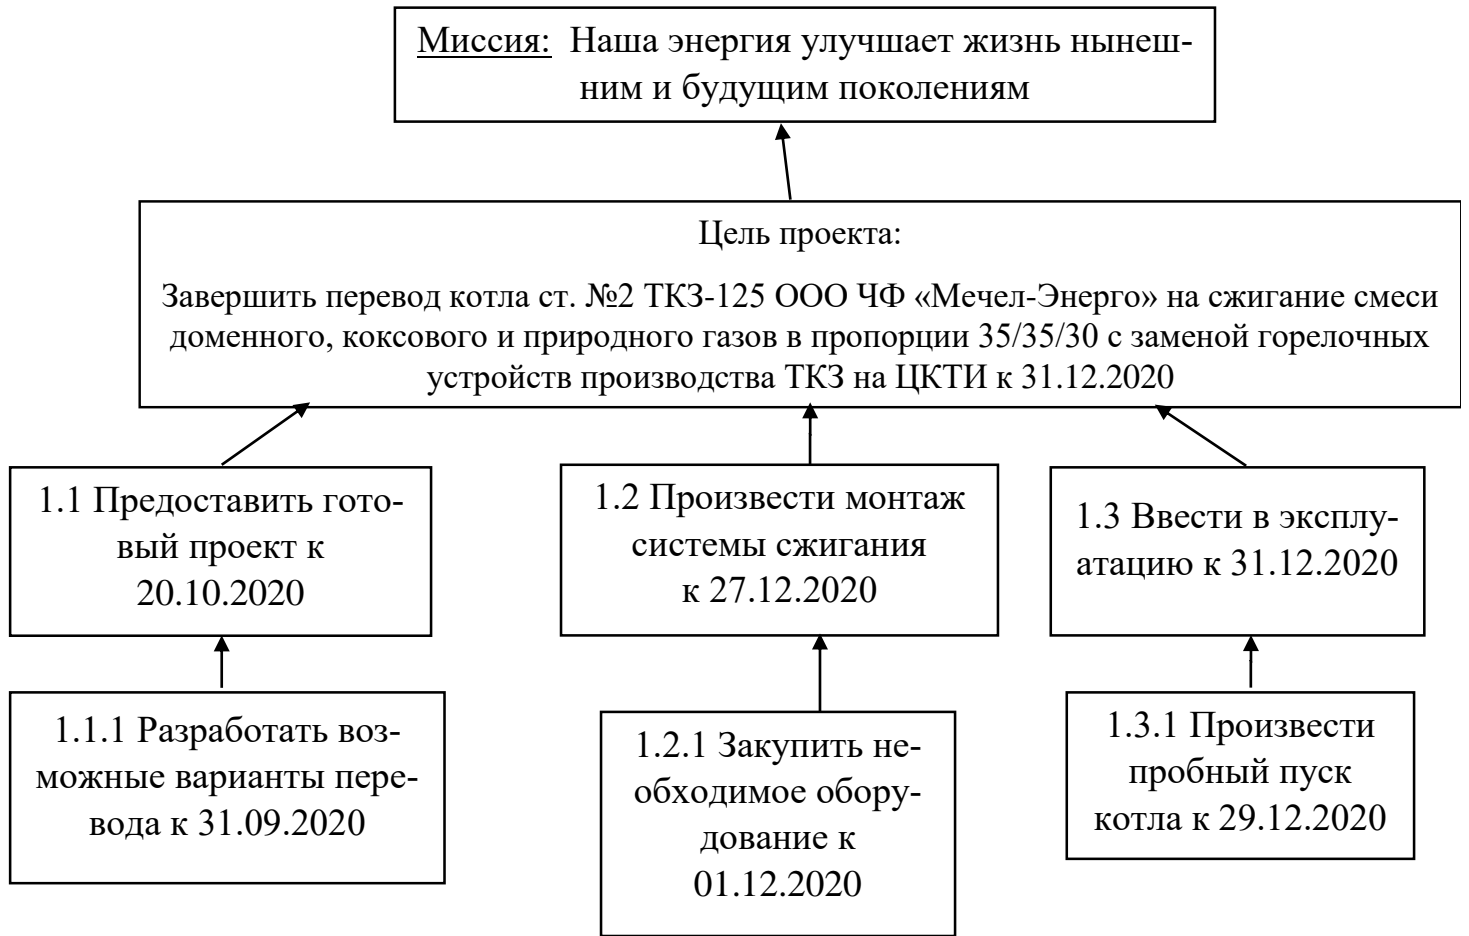 Миссия: Наша энергия улучшает жизнь нынеш-
ним и будущим поколениям
Цель проекта:
Завершить перевод котла ст. №2 ТКЗ-125 ООО ЧФ «Мечел-Энерго» на сжигание смеси
доменного, коксового и природного газов в пропорции 35/35/30 с заменой горелочных
устройств производства ТКЗ на ЦКТИ к 31.12.2020
1.1 Предоставить гото-
вый проект к
20.10.2020
1.2 Произвести монтаж
системы сжигания
к 27.12.2020
1.3 Ввести в эксплу-
атацию к 31.12.2020
1.1.1 Разработать воз-
можные варианты пере-
вода к 31.09.2020
1.2.1 Закупить не-
обходимое обору-
дование к
01.12.2020
1.3.1 Произвести
пробный пуск
котла к 29.12.2020